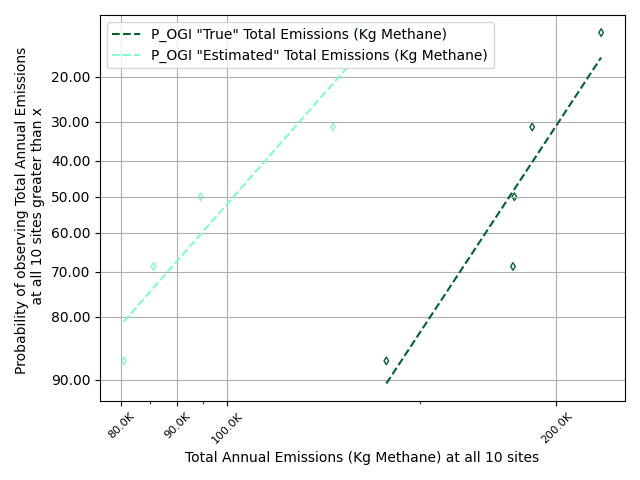 P_OGI "True" Total Emissions (Kg Methane)
P_OGI "Estimated" Total Emissions (Kg Methane)
Probability of observing Total Annual Emissions
at all 10 sites greater than x
20.00
30.00
40.00
50.00
60.00
70.00
80.00
90.00
80.0K
90.0K
100.0K
200.0K
Total Annual Emissions (Kg Methane) at all 10 sites